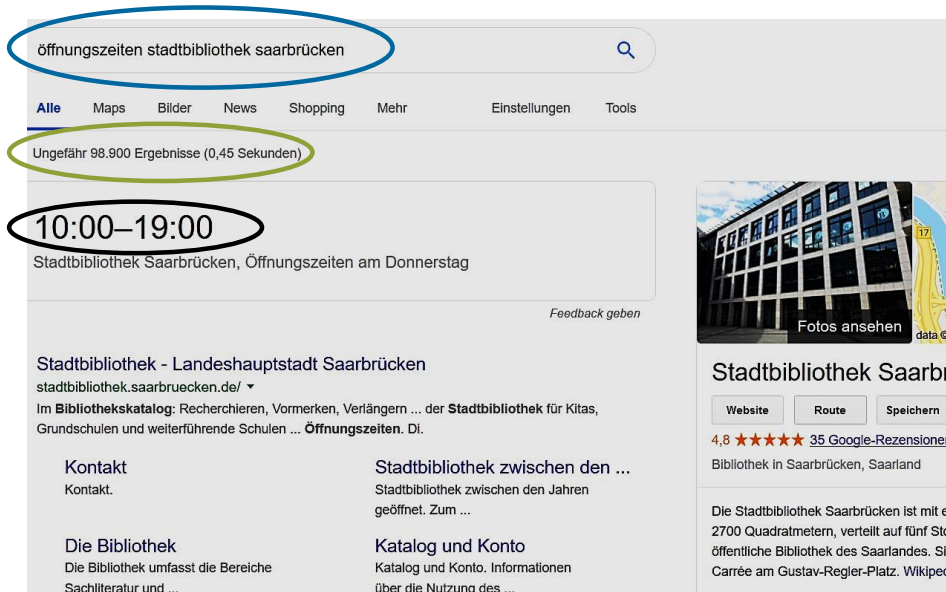 öffnungszeiten stadtbibliothek saarbrücken
Alle Maps Bilder News Shopping Mehr Einstellungen Tools
Ungefähr 98.900 Ergebnisse (0,45 Sekunden)
10:00–19:00
Stadtbibliothek Saarbrücken, Öffnungszeiten am Donnerstag
Feedback geben
Stadtbibliothek - Landeshauptstadt Saarbrücken
stadtbibliothek.saarbruecken.de/
Im Bibliothekskatalog: Recherchieren, Vormerken, Verlängern ... der Stadtbibliothek für Kitas,
Grundschulen und weiterführende Schulen ... Öffnungszeiten. Di.
Kontakt
Kontakt.
Stadtbibliothek zwischen den ...
Stadtbibliothek zwischen den Jahren
geöffnet. Zum ...
Die Bibliothek
Die Bibliothek umfasst die Bereiche
Sachliteratur und ...
Katalog und Konto
Katalog und Konto. Informationen
über die Nutzung des ...
17
Fotos ansehen
data ©
Stadtbibliothek Saarb
Website Route Speichern
4,8 ★★★★★ 35 Google-Rezensione
Bibliothek in Saarbrücken, Saarland
Die Stadtbibliothek Saarbrücken ist mit e
2700 Quadratmetern, verteilt auf fünf Sto
öffentliche Bibliothek des Saarlandes. Si
Carrée am Gustav-Regler-Platz. Wikiped